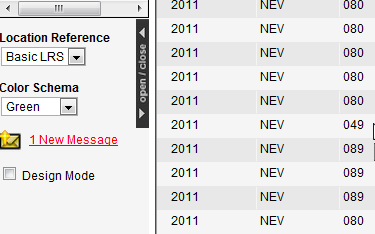 Location Reference
Basic LRS
Color Schema
Green
1 New Message
Design Mode
open / close
2011 NEV 080
2011 NEV 080
2011 NEV 080
2011 NEV 080
2011 NEV 080
2011 NEV 049
2011 NEV 089
2011 NEV 089
2011 NEV 089
2011 NEV 080